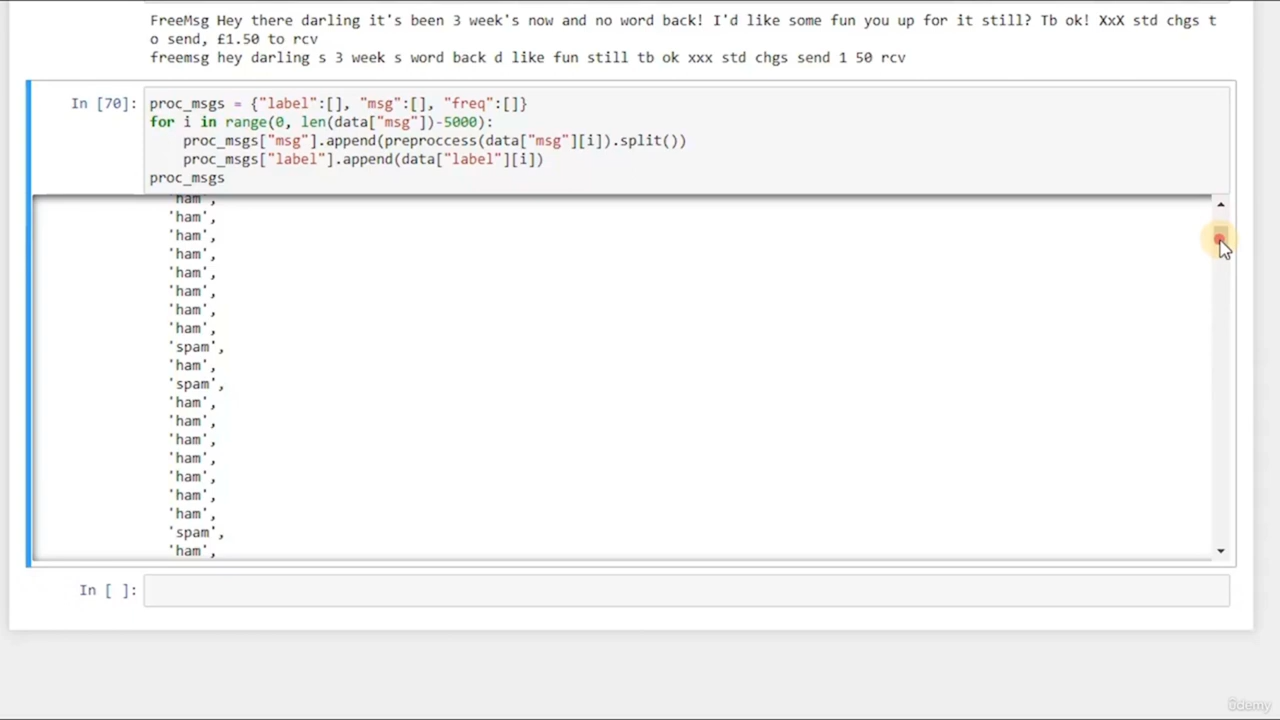 FreeMsg Hey there darling it's been 3 week's now and no word back! I'd like some fun you up for it still? Tb ok! XxX std chgs t
o send, £1.50 to rcv
freemsg hey darling s 3 week s word back d like fun still tb ok xxx std chgs send 1 50 rcv
In [70]:
proc_msgs = {"label":[], "msg":[], "freq":[]}
for i in range(0, len(data["msg"])-5000):
    proc_msgs["msg"].append(preproccess(data["msg"][i]).split())
    proc_msgs["label"].append(data["label"][i])
proc_msgs
'ham',
'ham',
'ham',
'ham',
'ham',
'ham',
'ham',
'ham',
'spam',
'ham',
'spam',
'ham',
'ham',
'ham',
'ham',
'ham',
'ham',
'ham',
'spam',
'ham',
In [ ]:
ûdemy